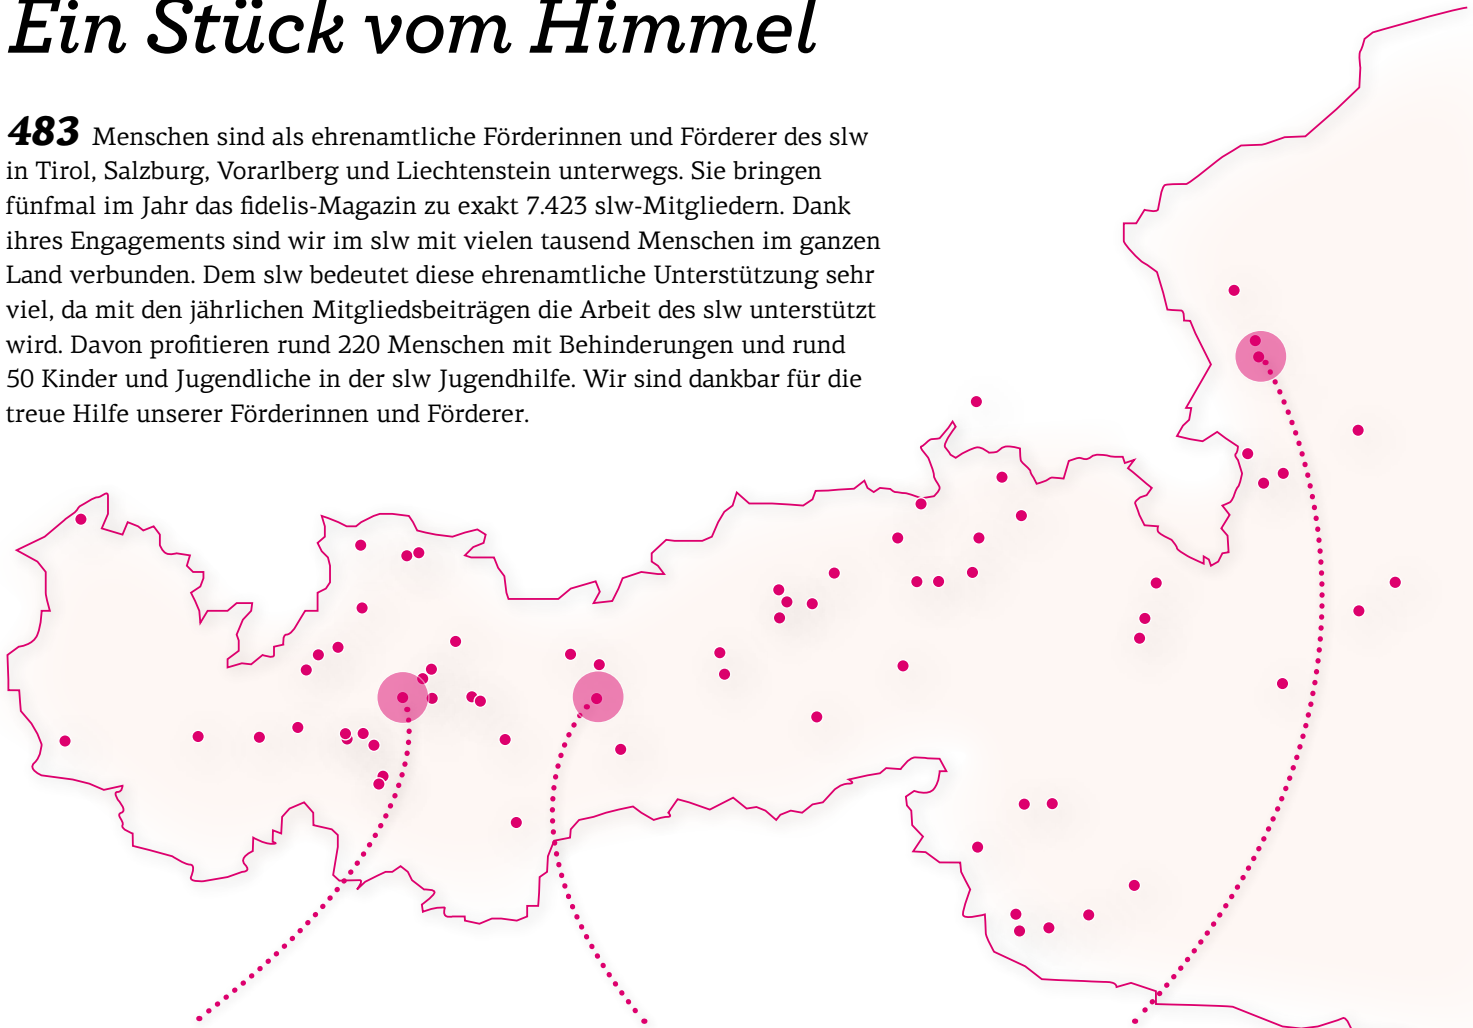 Ein Stück vom Himmel
483 Menschen sind als ehrenamtliche Förderinnen und Förderer des slw
in Tirol, Salzburg, Vorarlberg und Liechtenstein unterwegs. Sie bringen
fünfmal im Jahr das fidelis-Magazin zu exakt 7.423 slw-Mitgliedern. Dank
ihres Engagements sind wir im slw mit vielen tausend Menschen im ganzen
Land verbunden. Dem slw bedeutet diese ehrenamtliche Unterstützung sehr
viel, da mit den jährlichen Mitgliedsbeiträgen die Arbeit des slw unterstützt
wird. Davon profitieren rund 220 Menschen mit Behinderungen und rund
50 Kinder und Jugendliche in der slw Jugendhilfe. Wir sind dankbar für die
treue Hilfe unserer Förderinnen und Förderer.